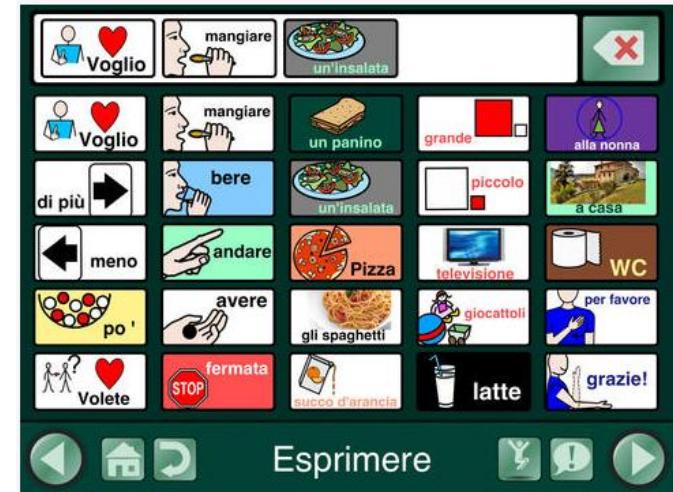 Voglio mangiare un'insalata
Voglio mangiare un panino grande alla nonna
di più bere un'insalata piccolo a casa
meno andare Pizza televisione WC
po ' avere gli spaghetti giocattoli per favore
Volete STOP fermata succo d'arancia latte grazie!
Esprimere